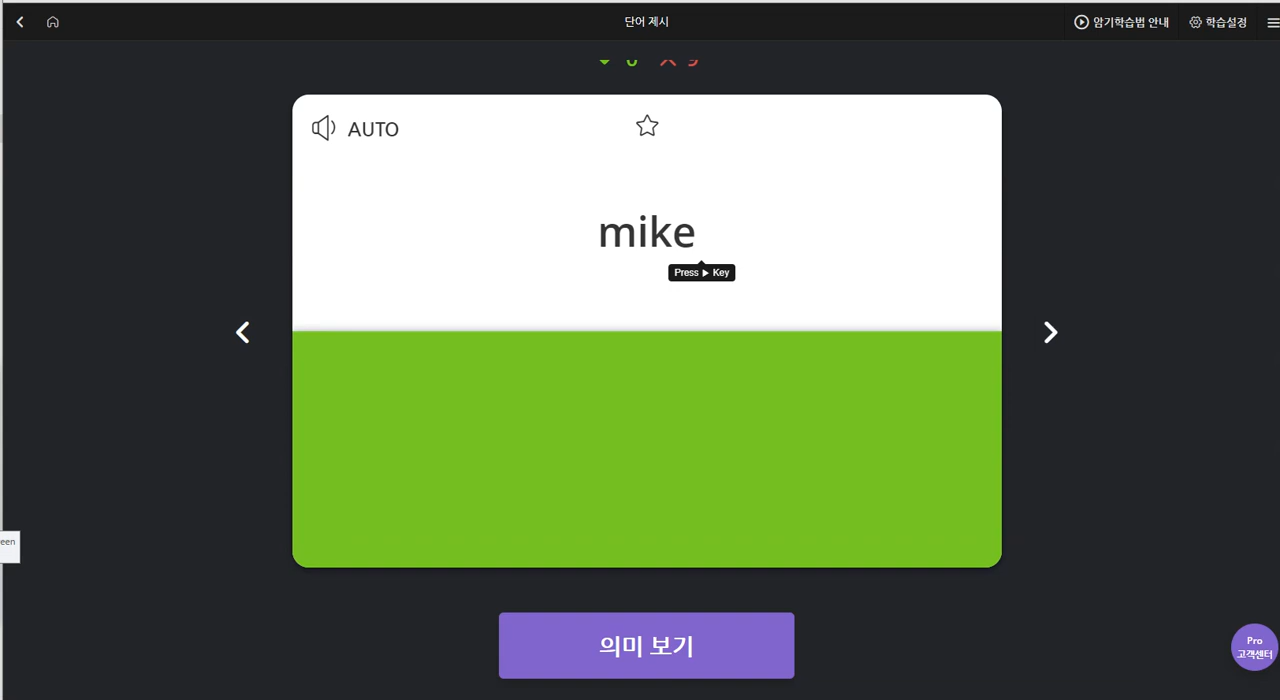 단어 제시
암기학습법 안내
학습설정
AUTO
mike
Press ▶ Key
een
의미 보기
Pro
고객센터